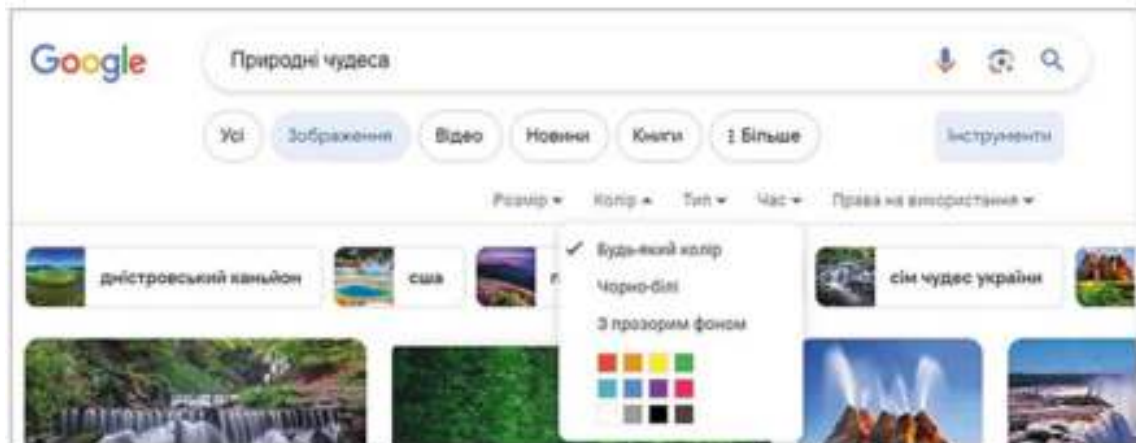 Google
Природні чудеса
Усі Зображення Відео Новини Книги Більше Інструменти
Розмір Колір Тип Час Права на використання
Будь-який колір
дністровський каньйон сша сім чудес україни
Чорно-білі
З прозорим фоном